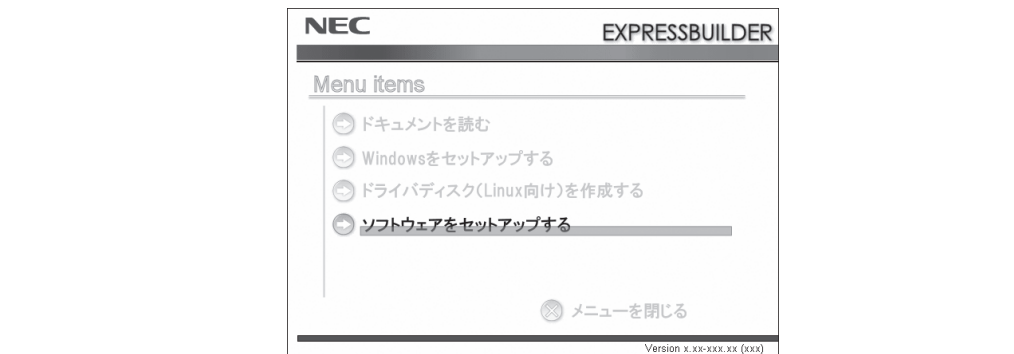 NEC
EXPRESSBUILDER
Menu items
ドキュメントを読む
Windowsをセットアップする
ドライバディスク(Linux向け)を作成する
ソフトウェアをセットアップする
メニューを閉じる
Version x.xx-xxx.xx (xxx)